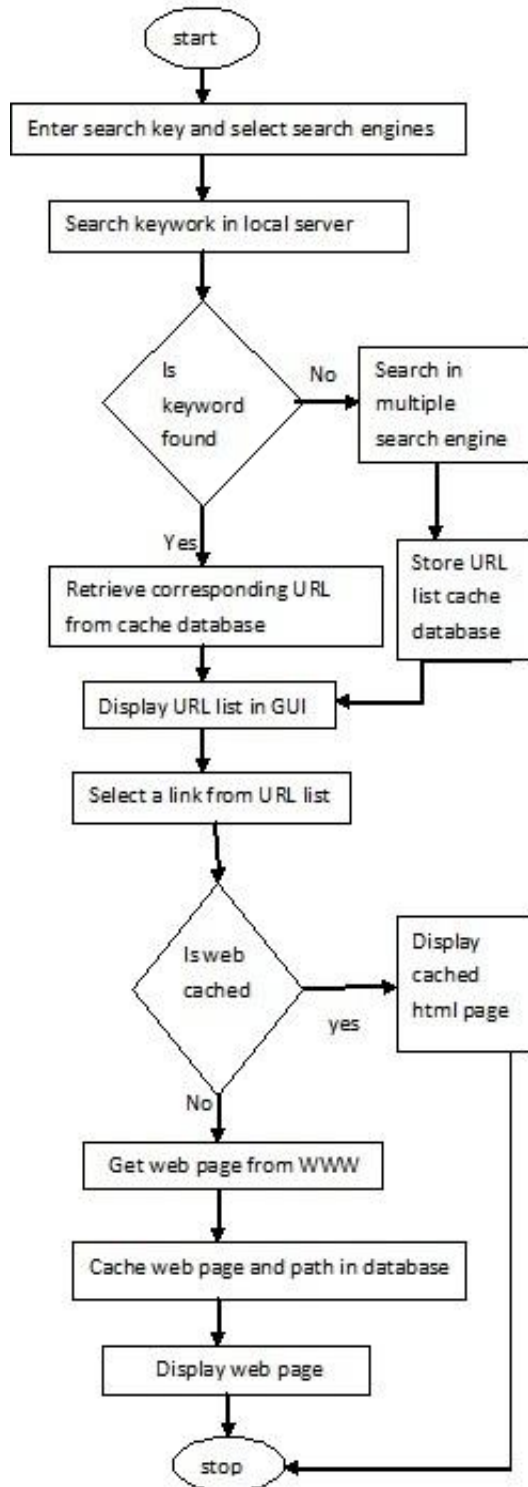 start
Enter search key and select search engines
Search keywork in local server
Is
keyword
found
No
Search in
multiple
search engine
Yes
Store URL
list cache
database
Retrieve corresponding URL
from cache database
Display URL list in GUI
Select a link from URL list
Is web
cached
yes
Display
cached
html page
No
Get web page from WWW
Cache web page and path in database
Display web page
stop